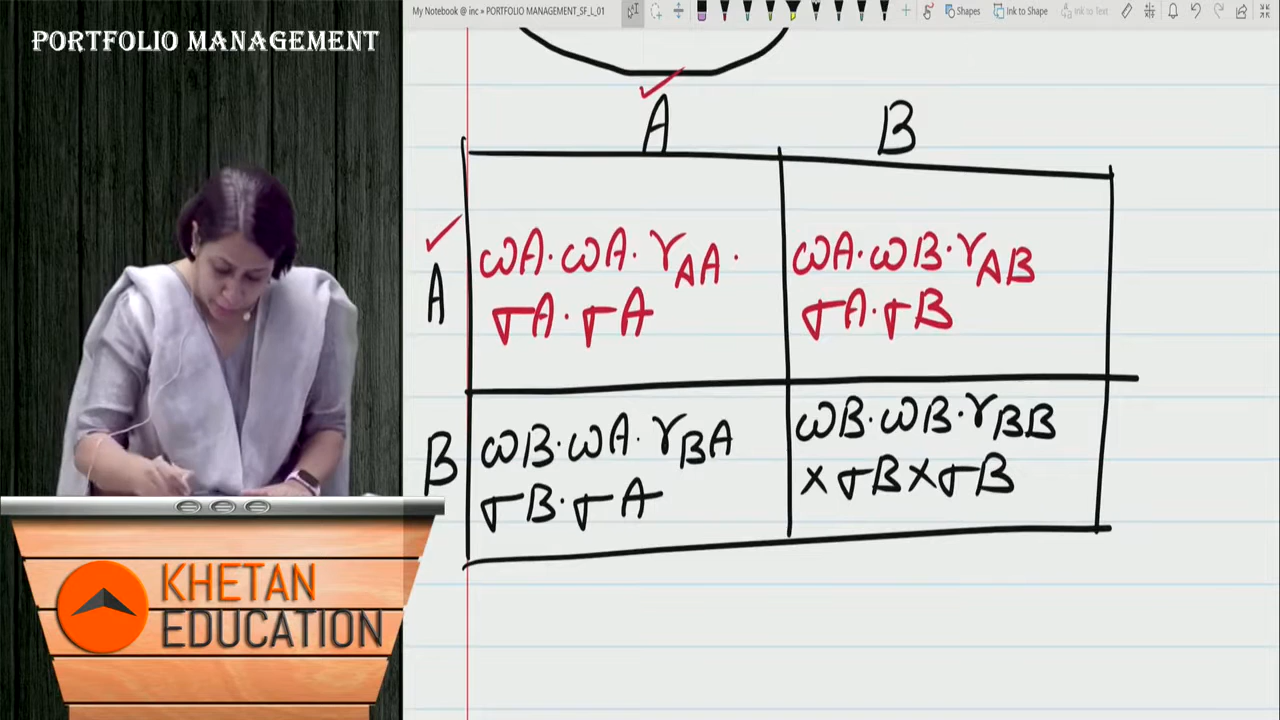 My Notebook @ inc » PORTFOLIO MANAGEMENT_SF_L_01
Shapes
Ink to Shape
Ink to Text
PORTFOLIO MANAGEMENT
A B
A
ωA·ωA·rAA·
σA·σA
ωA·ωB·rAB
σA·σB
B
ωB·ωA·rBA
σB·σA
ωB·ωB·rBB
×σB×σB
KHETAN
EDUCATION